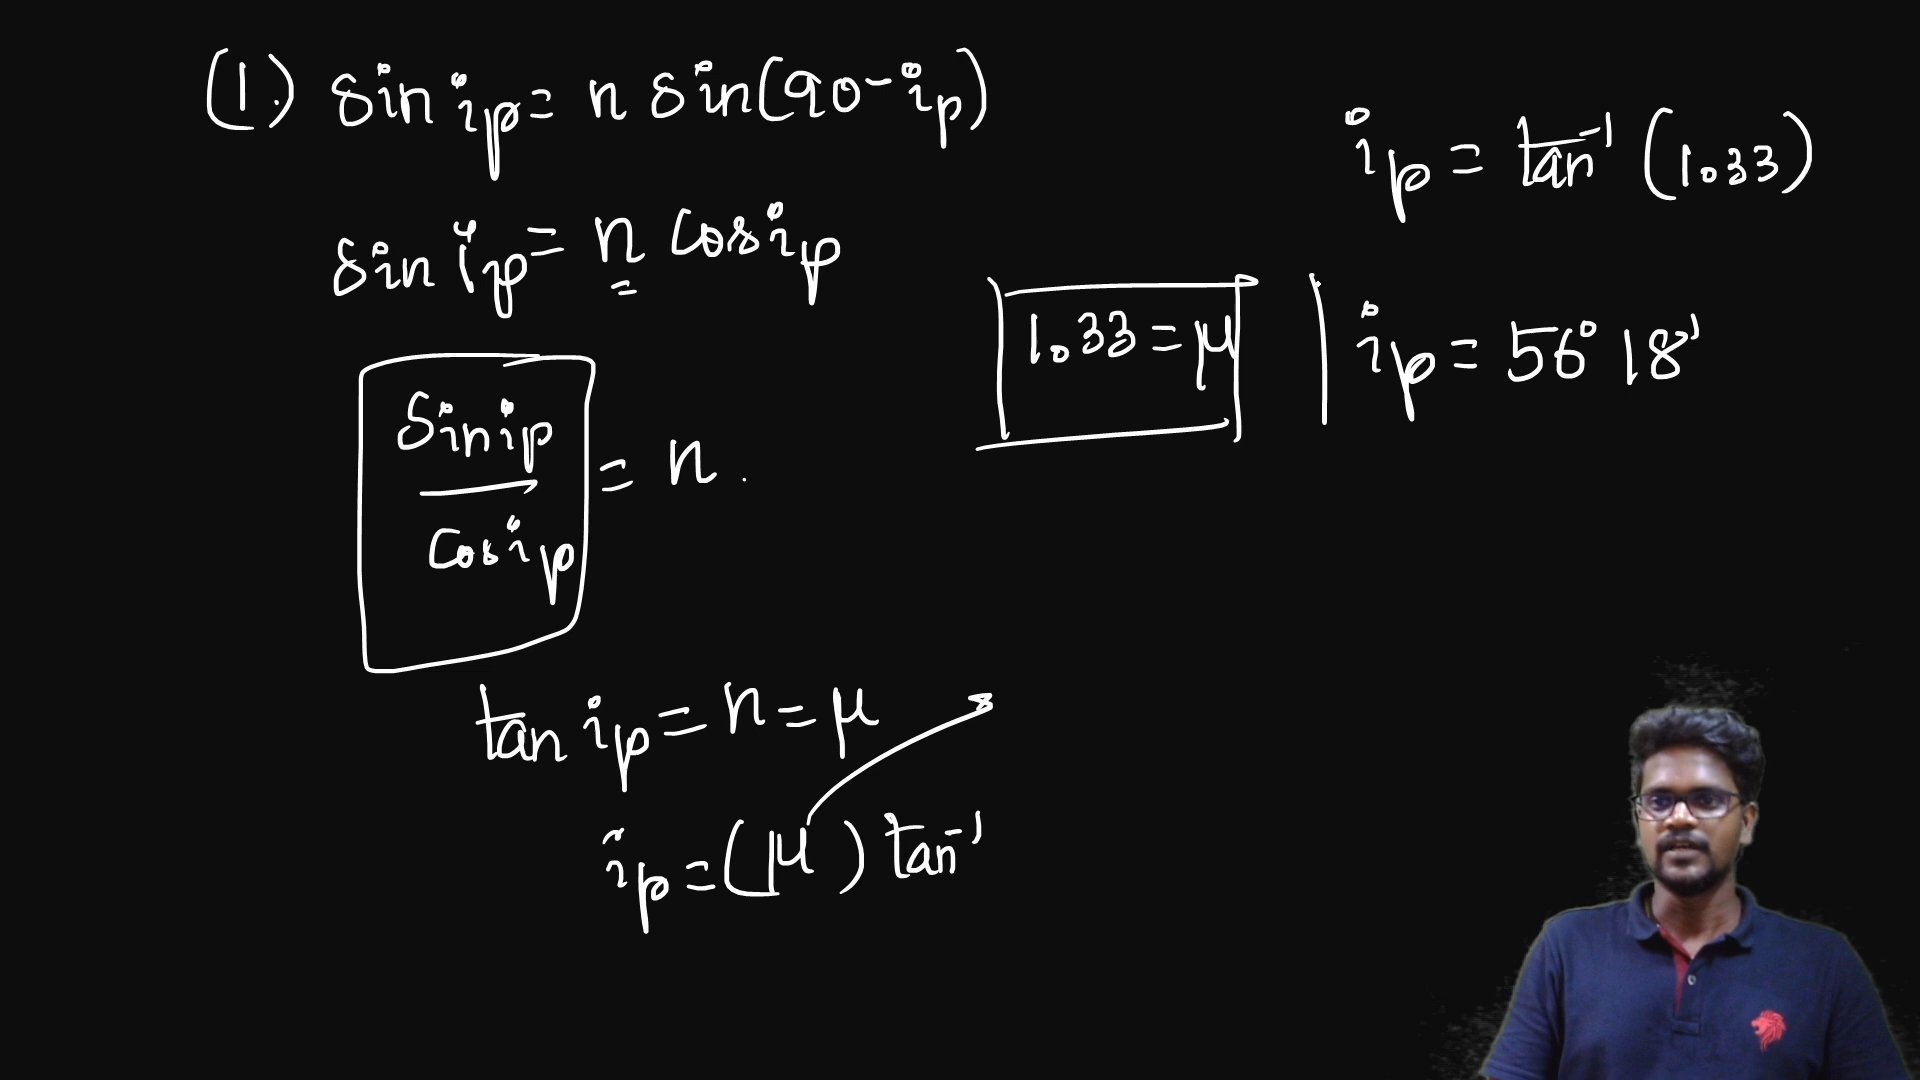 (1.) sin ip = n sin(90-ip)
sin ip = n cos ip
sin ip
cos ip
= n.
tan ip = n = μ
ip = (μ) tan⁻¹
1.33 = μ
ip = tan⁻¹ (1.33)
ip = 56° 18'